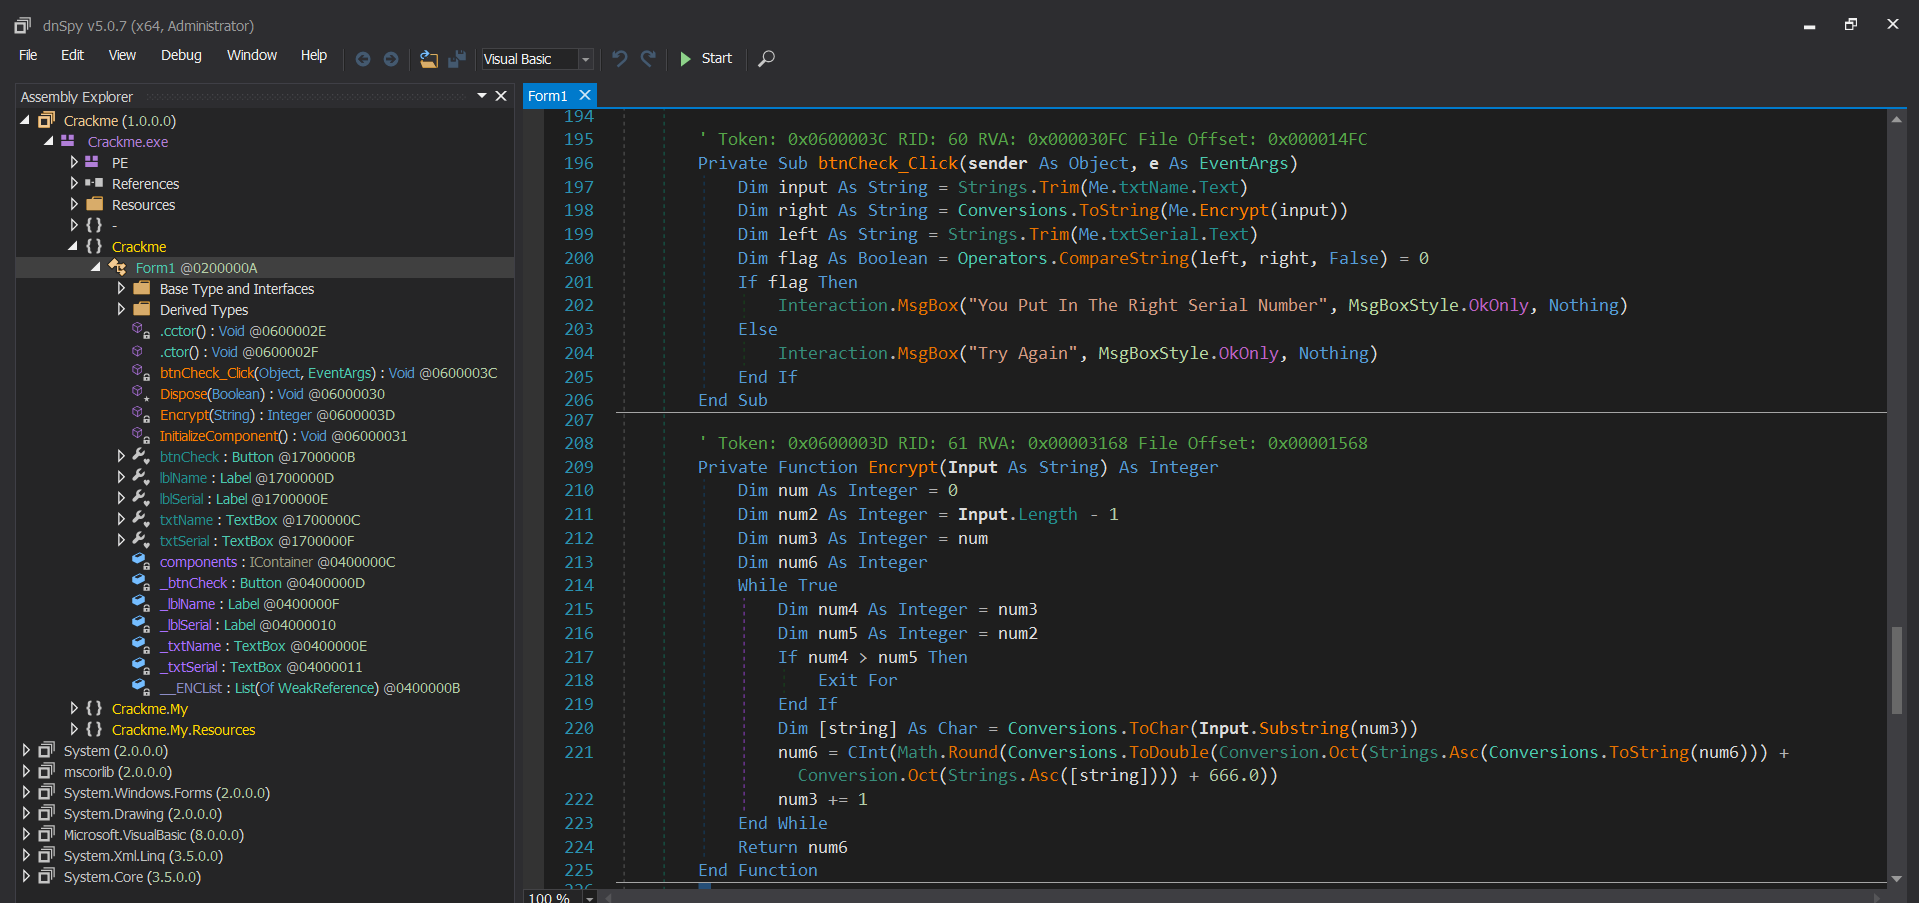 dnSpy v5.0.7 (x64, Administrator)
File Edit View Debug Window Help Visual Basic Start
Assembly Explorer
Crackme (1.0.0.0)
Crackme.exe
PE
References
Resources
{ } -
{ } Crackme
Form1 @0200000A
Base Type and Interfaces
Derived Types
.cctor() : Void @0600002E
.ctor() : Void @0600002F
btnCheck_Click(Object, EventArgs) : Void @0600003C
Dispose(Boolean) : Void @06000030
Encrypt(String) : Integer @0600003D
InitializeComponent() : Void @06000031
btnCheck : Button @1700000B
lblName : Label @1700000D
lblSerial : Label @1700000E
txtName : TextBox @1700000C
txtSerial : TextBox @1700000F
components : IContainer @0400000C
_btnCheck : Button @0400000D
_lblName : Label @0400000F
_lblSerial : Label @04000010
_txtName : TextBox @0400000E
_txtSerial : TextBox @04000011
__ENCList : List(Of WeakReference) @0400000B
{ } Crackme.My
{ } Crackme.My.Resources
System (2.0.0.0)
mscorlib (2.0.0.0)
System.Windows.Forms (2.0.0.0)
System.Drawing (2.0.0.0)
Microsoft.VisualBasic (8.0.0.0)
System.Xml.Linq (3.5.0.0)
System.Core (3.5.0.0)
Form1
194
195 ' Token: 0x0600003C RID: 60 RVA: 0x000030FC File Offset: 0x000014FC
196 Private Sub btnCheck_Click(sender As Object, e As EventArgs)
197 Dim input As String = Strings.Trim(Me.txtName.Text)
198 Dim right As String = Conversions.ToString(Me.Encrypt(input))
199 Dim left As String = Strings.Trim(Me.txtSerial.Text)
200 Dim flag As Boolean = Operators.CompareString(left, right, False) = 0
201 If flag Then
202 Interaction.MsgBox("You Put In The Right Serial Number", MsgBoxStyle.OkOnly, Nothing)
203 Else
204 Interaction.MsgBox("Try Again", MsgBoxStyle.OkOnly, Nothing)
205 End If
206 End Sub
207
208 ' Token: 0x0600003D RID: 61 RVA: 0x00003168 File Offset: 0x00001568
209 Private Function Encrypt(Input As String) As Integer
210 Dim num As Integer = 0
211 Dim num2 As Integer = Input.Length - 1
212 Dim num3 As Integer = num
213 Dim num6 As Integer
214 While True
215 Dim num4 As Integer = num3
216 Dim num5 As Integer = num2
217 If num4 > num5 Then
218 Exit For
219 End If
220 Dim [string] As Char = Conversions.ToChar(Input.Substring(num3))
221 num6 = CInt(Math.Round(Conversions.ToDouble(Conversion.Oct(Strings.Asc(Conversions.ToString(num6))) +
Conversion.Oct(Strings.Asc([string]))) + 666.0))
222 num3 += 1
223 End While
224 Return num6
225 End Function
226
100 %